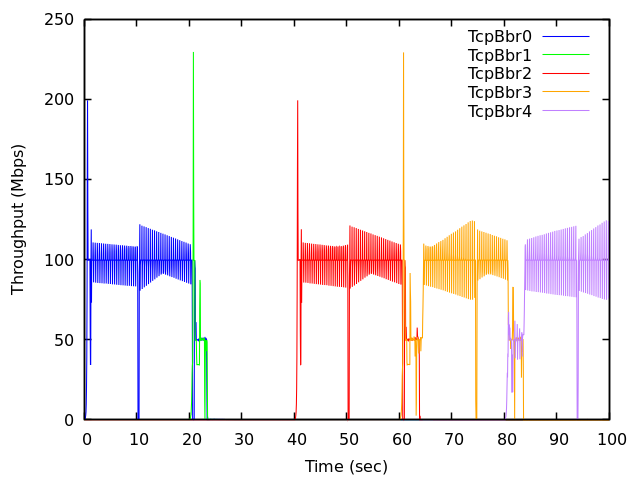 250
200
150
100
50
0
Throughput (Mbps)
TcpBbr0
TcpBbr1
TcpBbr2
TcpBbr3
TcpBbr4
0 10 20 30 40 50 60 70 80 90 100
Time (sec)